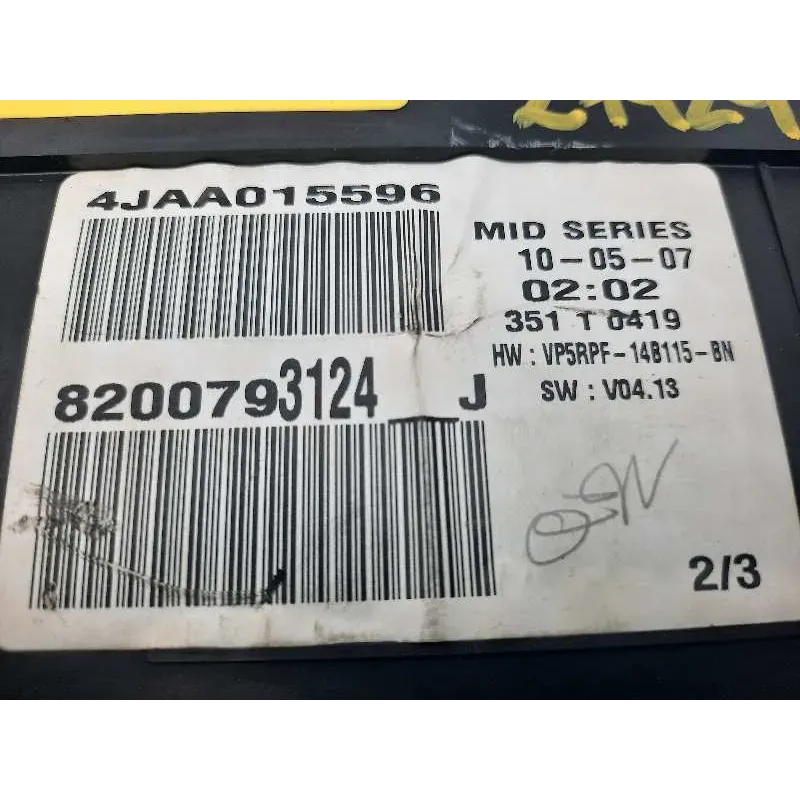 4JAA015596
MID SERIES
10-05-07
02:02
351 T 0419
HW : VP5RPF-14B115-BN
SW : V04.13
8200793124__J
2/3